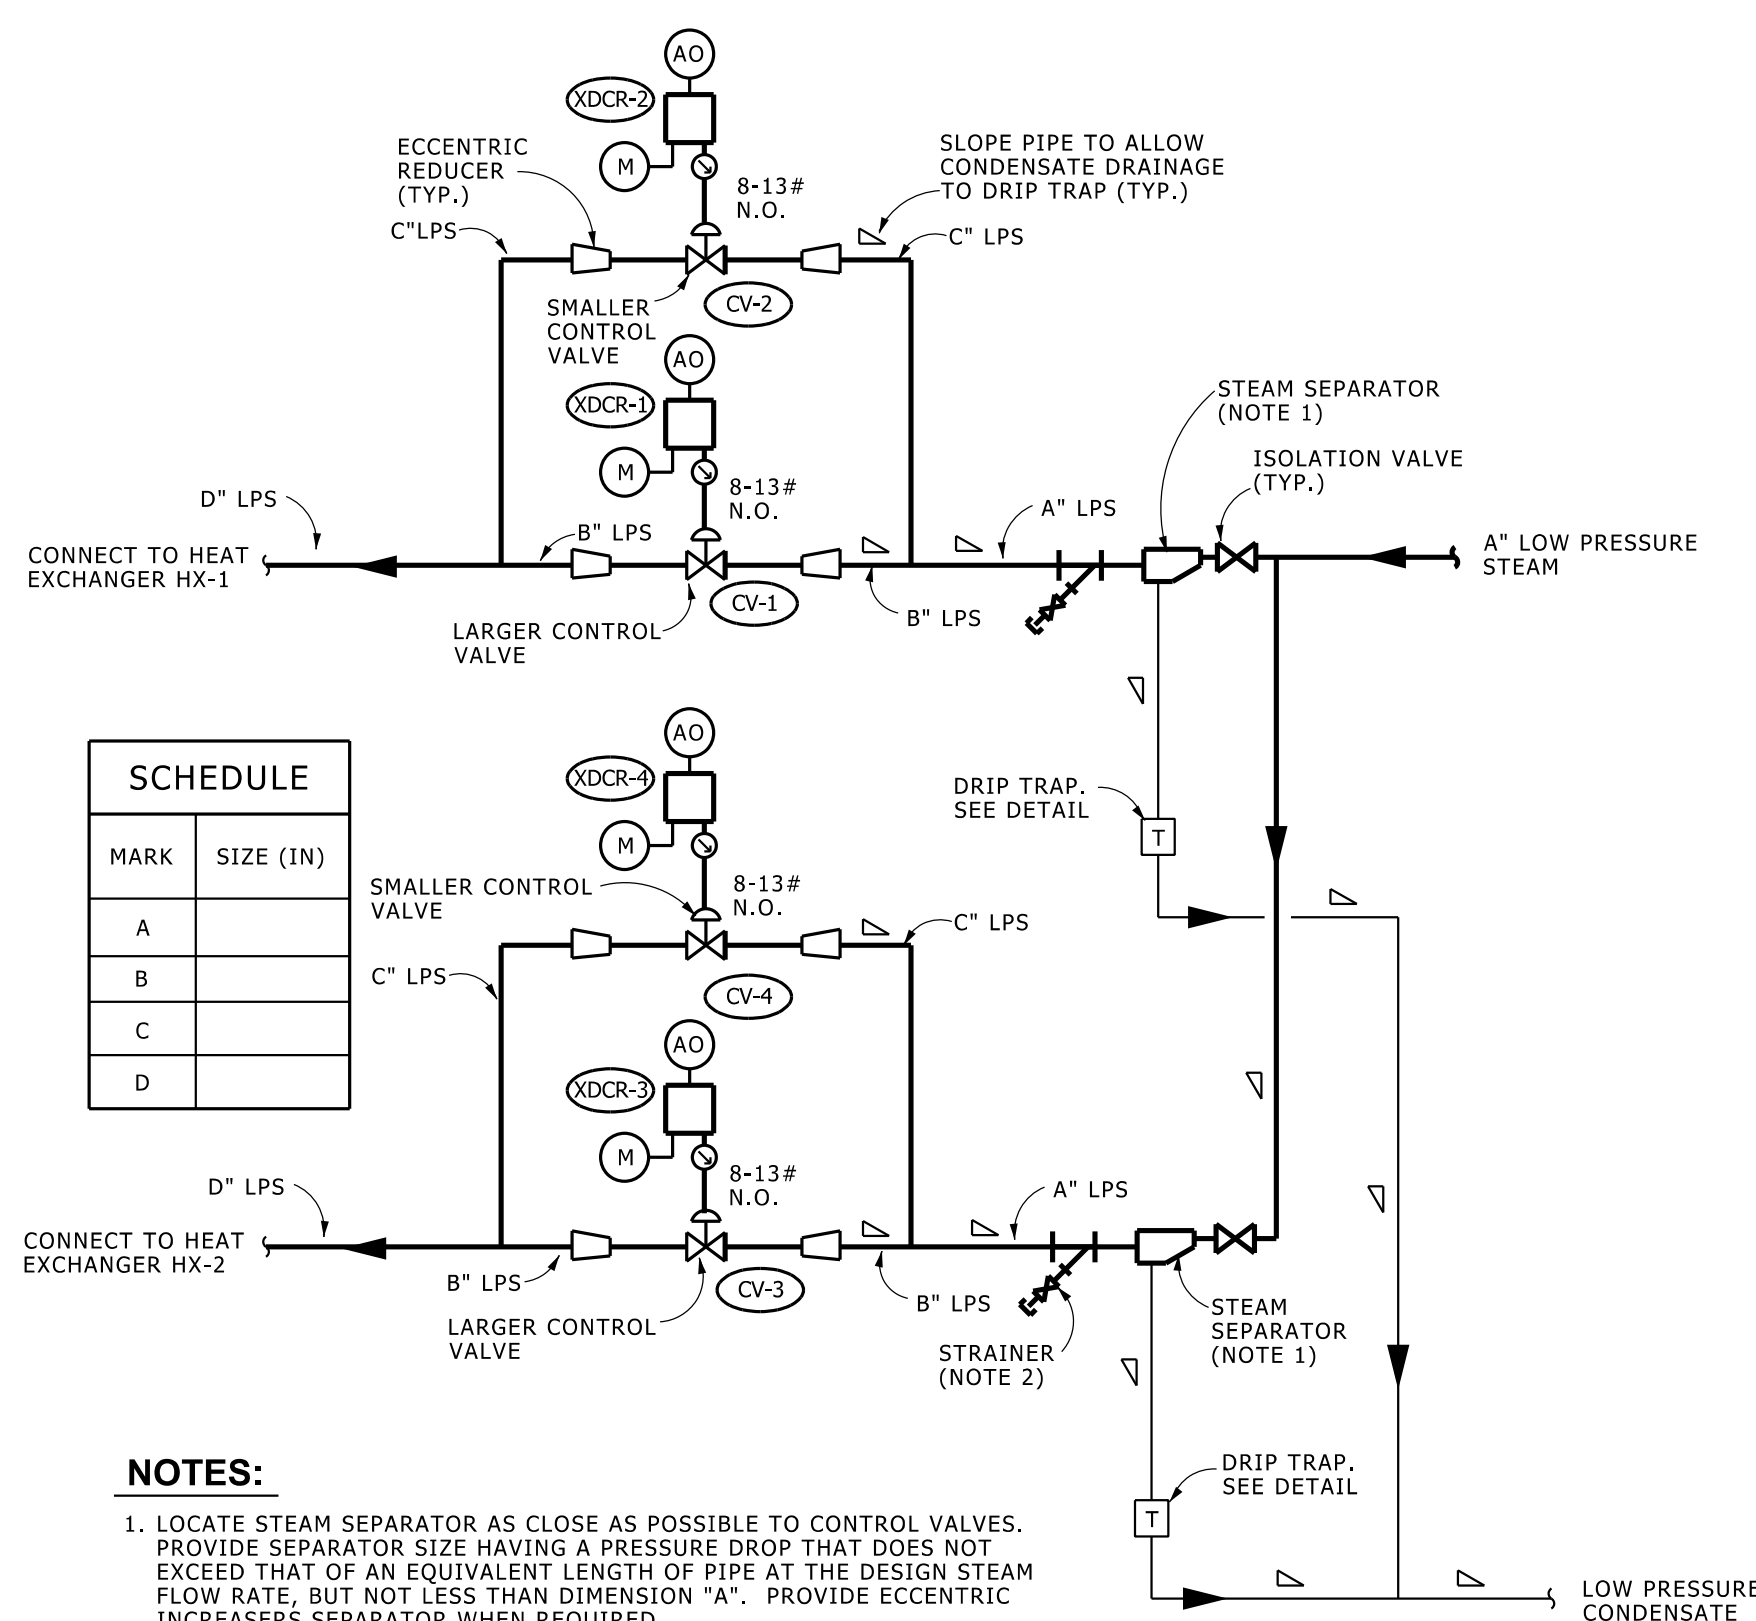 AO
XDCR-2
M
8-13#
N.O.
ECCENTRIC
REDUCER
(TYP.)
C"LPS
SLOPE PIPE TO ALLOW
CONDENSATE DRAINAGE
TO DRIP TRAP (TYP.)
C" LPS
SMALLER
CONTROL
VALVE
CV-2
AO
XDCR-1
M
8-13#
N.O.
STEAM SEPARATOR
(NOTE 1)
ISOLATION VALVE
(TYP.)
D" LPS
B" LPS
A" LPS
CONNECT TO HEAT
EXCHANGER HX-1
A" LOW PRESSURE
STEAM
CV-1
B" LPS
LARGER CONTROL
VALVE
SCHEDULE
MARK SIZE (IN)
A
B
C
D
AO
XDCR-4
M
8-13#
N.O.
DRIP TRAP.
SEE DETAIL
T
SMALLER CONTROL
VALVE
C" LPS
C" LPS
CV-4
AO
XDCR-3
M
8-13#
N.O.
D" LPS
A" LPS
CONNECT TO HEAT
EXCHANGER HX-2
B" LPS
CV-3
B" LPS
LARGER CONTROL
VALVE
STRAINER
(NOTE 2)
STEAM
SEPARATOR
(NOTE 1)
DRIP TRAP.
SEE DETAIL
T
LOW PRESSURE
CONDENSATE
NOTES:
1. LOCATE STEAM SEPARATOR AS CLOSE AS POSSIBLE TO CONTROL VALVES.
PROVIDE SEPARATOR SIZE HAVING A PRESSURE DROP THAT DOES NOT
EXCEED THAT OF AN EQUIVALENT LENGTH OF PIPE AT THE DESIGN STEAM
FLOW RATE, BUT NOT LESS THAN DIMENSION "A". PROVIDE ECCENTRIC
INCREASERS SEPARATOR WHEN REQUIRED